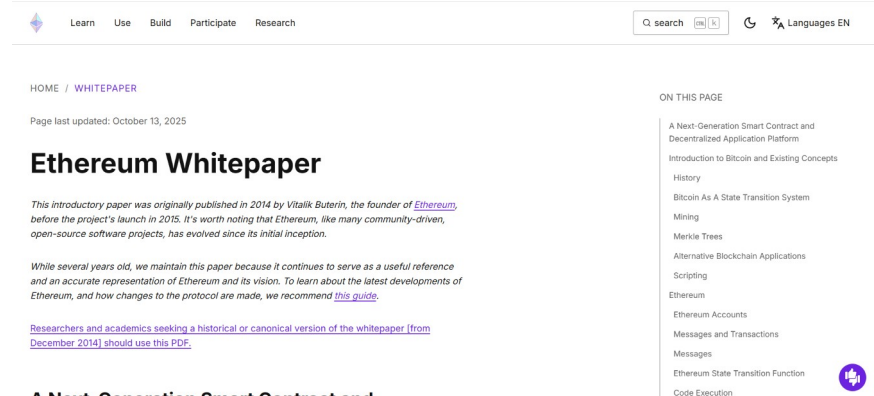 Learn Use Build Participate Research
search CTRL k Languages EN
HOME / WHITEPAPER
Page last updated: October 13, 2025
Ethereum Whitepaper
This introductory paper was originally published in 2014 by Vitalik Buterin, the founder of Ethereum,
before the project's launch in 2015. It's worth noting that Ethereum, like many community-driven,
open-source software projects, has evolved since its initial inception.
While several years old, we maintain this paper because it continues to serve as a useful reference
and an accurate representation of Ethereum and its vision. To learn about the latest developments of
Ethereum, and how changes to the protocol are made, we recommend this guide.
Researchers and academics seeking a historical or canonical version of the whitepaper [from
December 2014] should use this PDF.
A Next-Generation Smart Contract and
ON THIS PAGE
A Next-Generation Smart Contract and
Decentralized Application Platform
Introduction to Bitcoin and Existing Concepts
History
Bitcoin As A State Transition System
Mining
Merkle Trees
Alternative Blockchain Applications
Scripting
Ethereum
Ethereum Accounts
Messages and Transactions
Messages
Ethereum State Transition Function
Code Execution